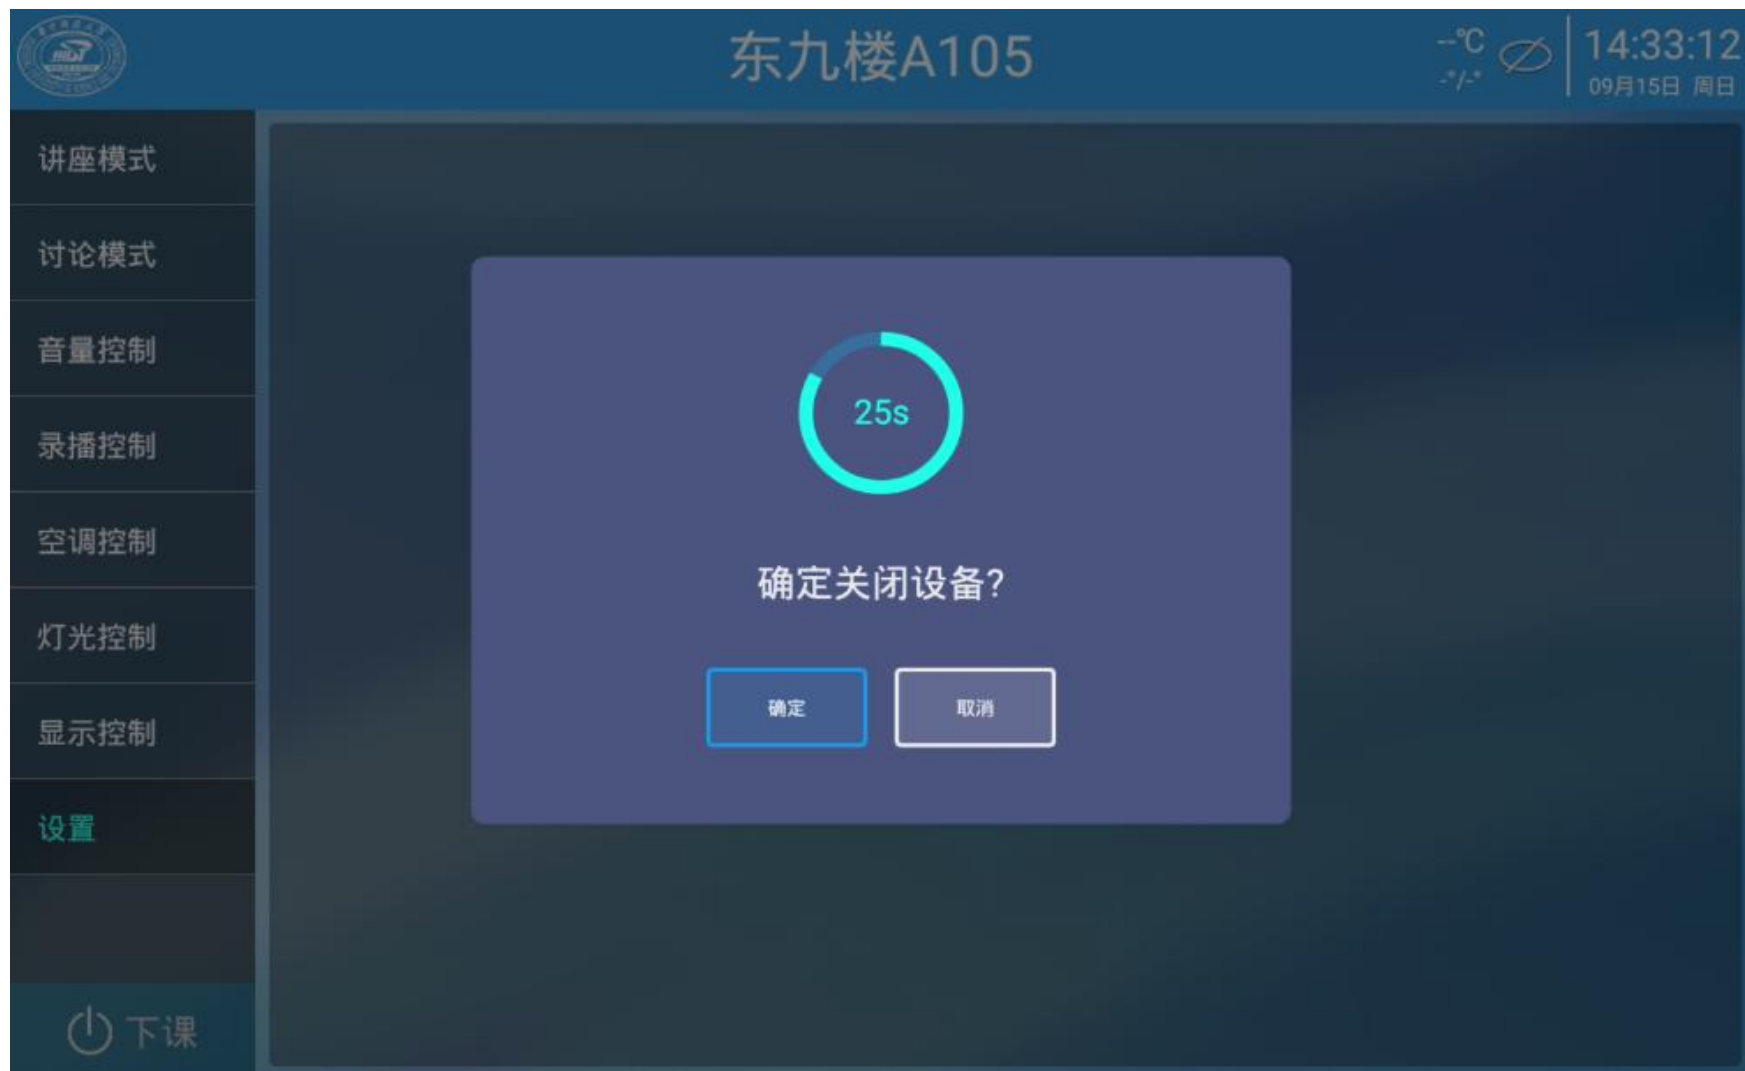 东九楼A105
--℃
-°/-°
14:33:12
09月15日 周日
讲座模式
讨论模式
音量控制
录播控制
空调控制
灯光控制
显示控制
设置
下课
25s
确定关闭设备?
确定
取消